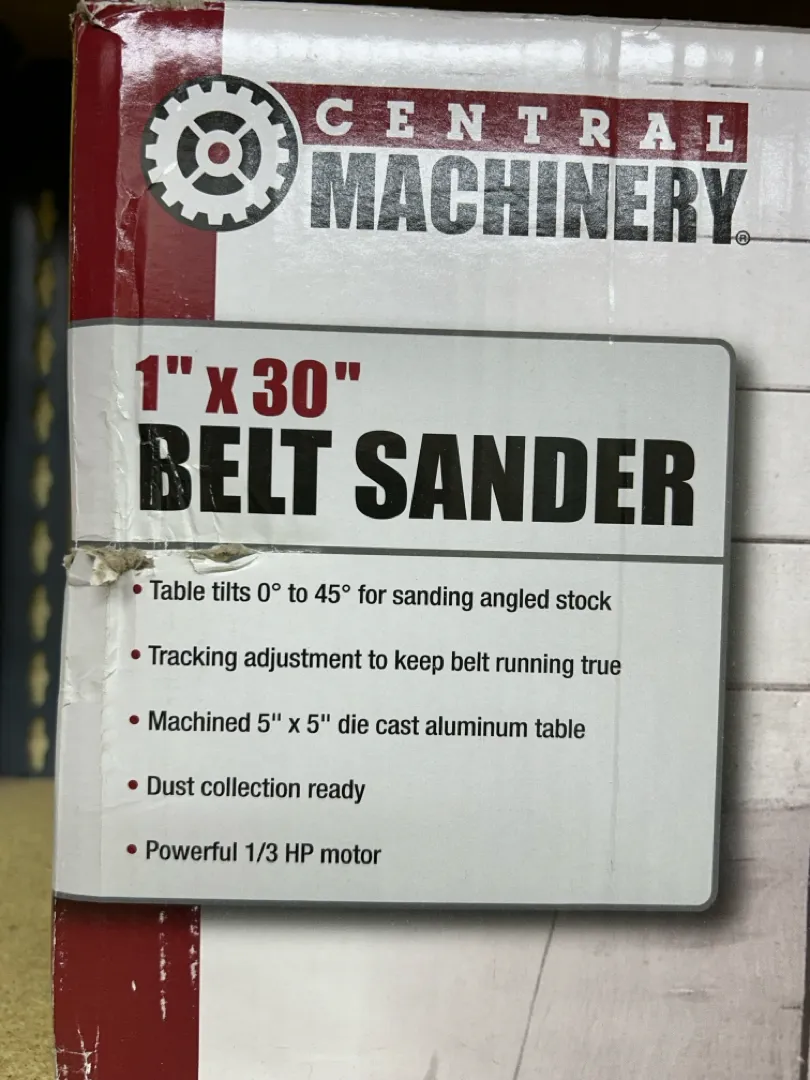 CENTRAL
MACHINERY®
1" x 30"
BELT SANDER
• Table tilts 0° to 45° for sanding angled stock
• Tracking adjustment to keep belt running true
• Machined 5" x 5" die cast aluminum table
• Dust collection ready
• Powerful 1/3 HP motor